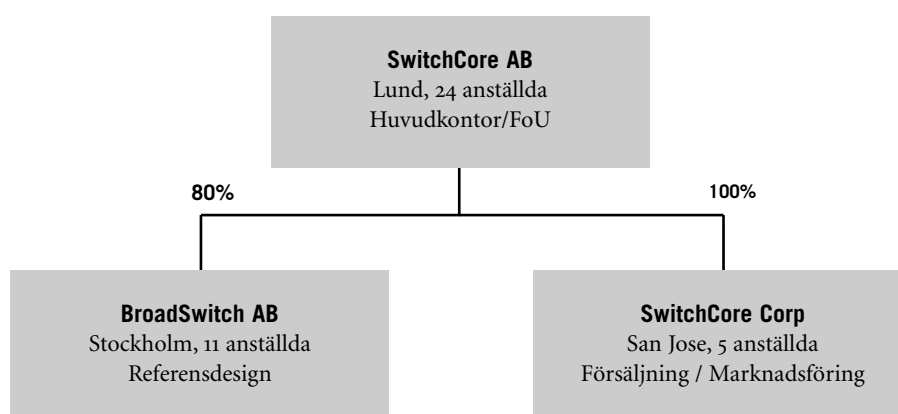 SwitchCore AB
Lund, 24 anställda
Huvudkontor/FoU
80%
100%
BroadSwitch AB
Stockholm, 11 anställda
Referensdesign
SwitchCore Corp
San Jose, 5 anställda
Försäljning / Marknadsföring